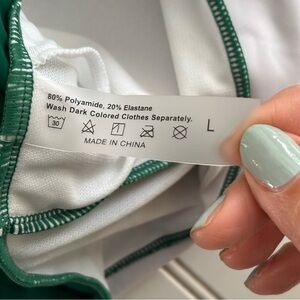 80% Polyamide, 20% Elastane
Wash Dark Colored Clothes Separately.
30
L
MADE IN CHINA